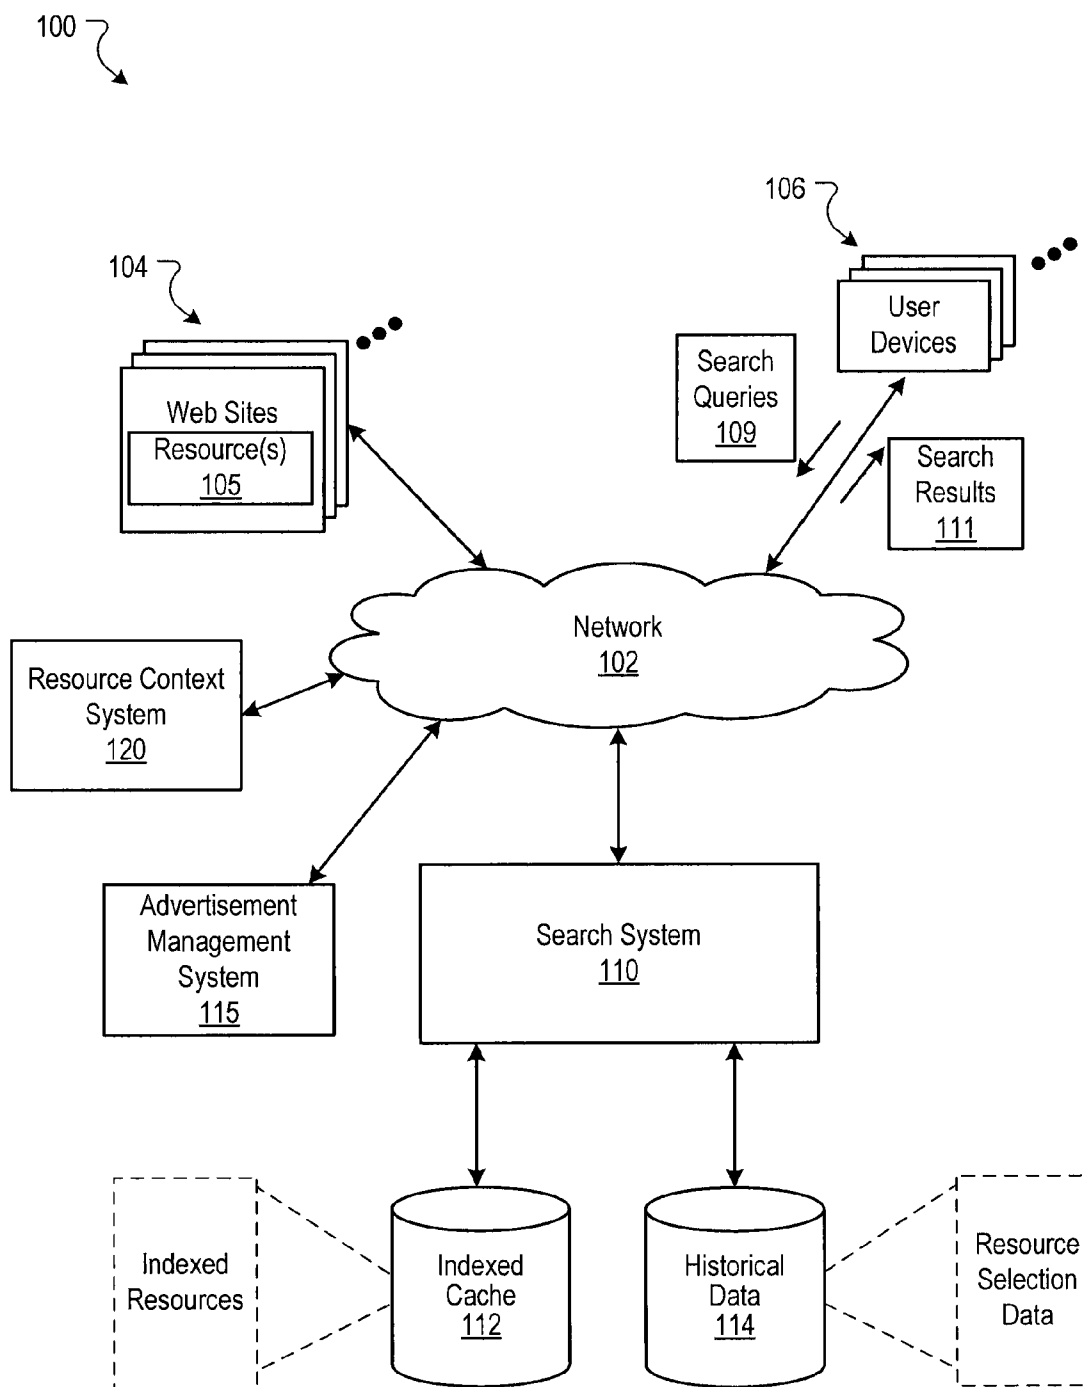 100
106
104
User
Devices
Search
Queries
109
Web Sites
Resource(s)
105
Search
Results
111
Network
102
Resource Context
System
120
Advertisement
Management
System
115
Search System
110
Indexed
Resources
Indexed
Cache
112
Historical
Data
114
Resource
Selection
Data